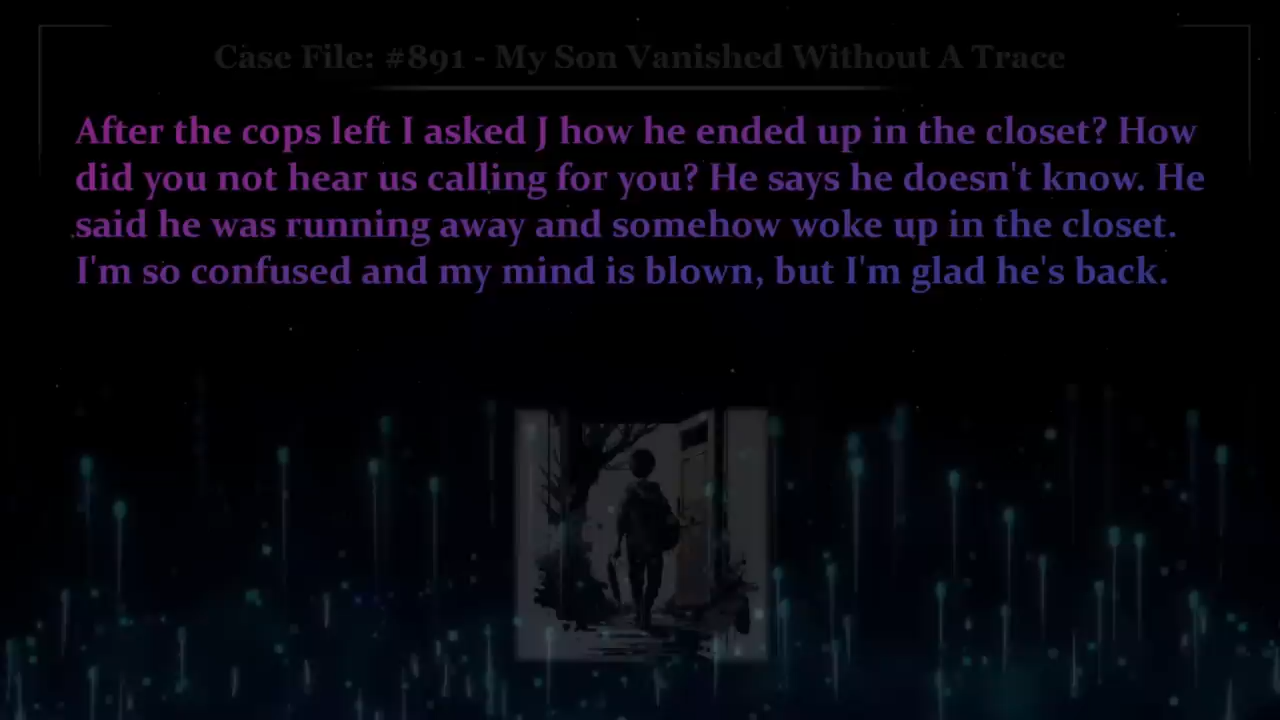 Case File: #891 - My Son Vanished Without A Trace
After the cops left I asked J how he ended up in the closet? How
did you not hear us calling for you? He says he doesn't know. He
said he was running away and somehow woke up in the closet.
I'm so confused and my mind is blown, but I'm glad he's back.